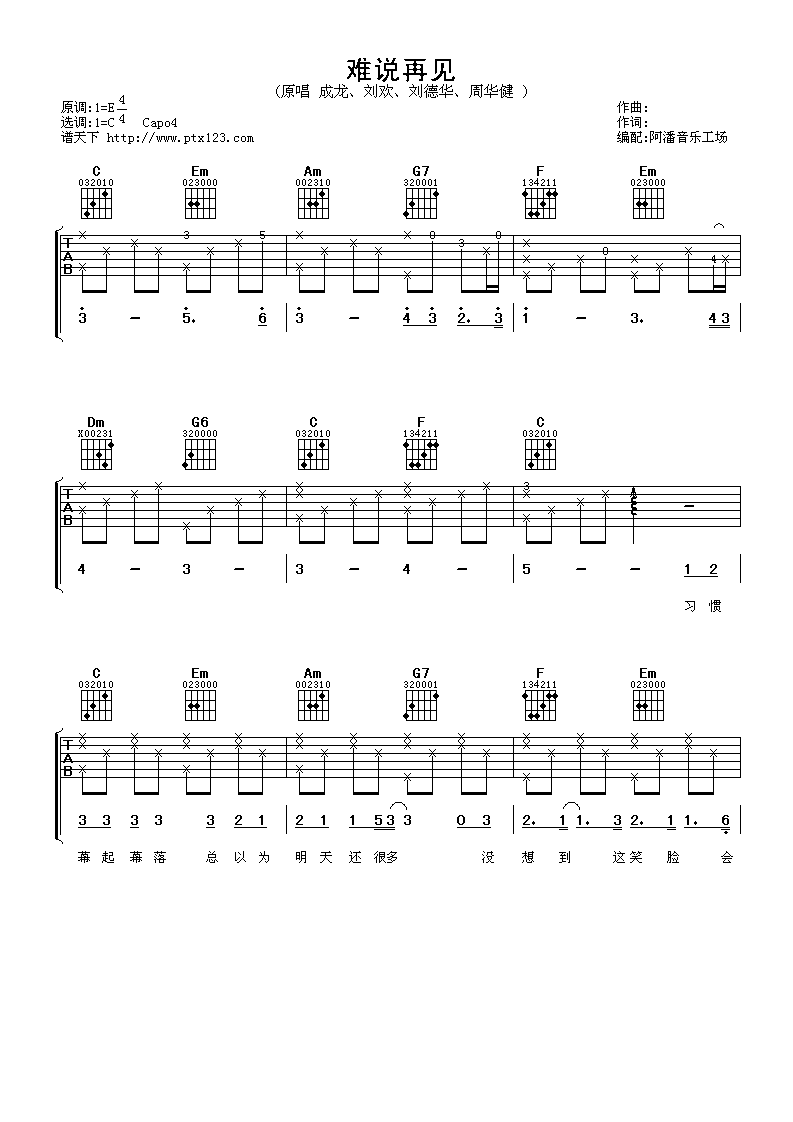 难说再见
(原唱 成龙、刘欢、刘德华、周华健 )
原调:1=E 4
选调:1=C 4 Capo4
谱天下 http://www.ptx123.com
作曲:
作词:
编配:阿潘音乐工场
C Em Am G7 F Em
032010 023000 002310 320001 134211 023000
3 5 0 3 0 0 4
T
A
B
3 - 5. 6 3 - 4 3 2. 3 1 - 3. 4 3
Dm G6 C F C
X00231 320000 032010 134211 032010
3
T
A
B
4 - 3 - 3 - 4 - 5 - - 1 2
习 惯
C Em Am G7 F Em
032010 023000 002310 320001 134211 023000
T
A
B
3 3 3 3 3 2 1 2 1 1 5 3 3 0 3 2. 1 1. 3 2. 1 1. 6
幕 起 幕 落 总 以 为 明 天 还 很 多 没 想 到 这 笑 脸 会